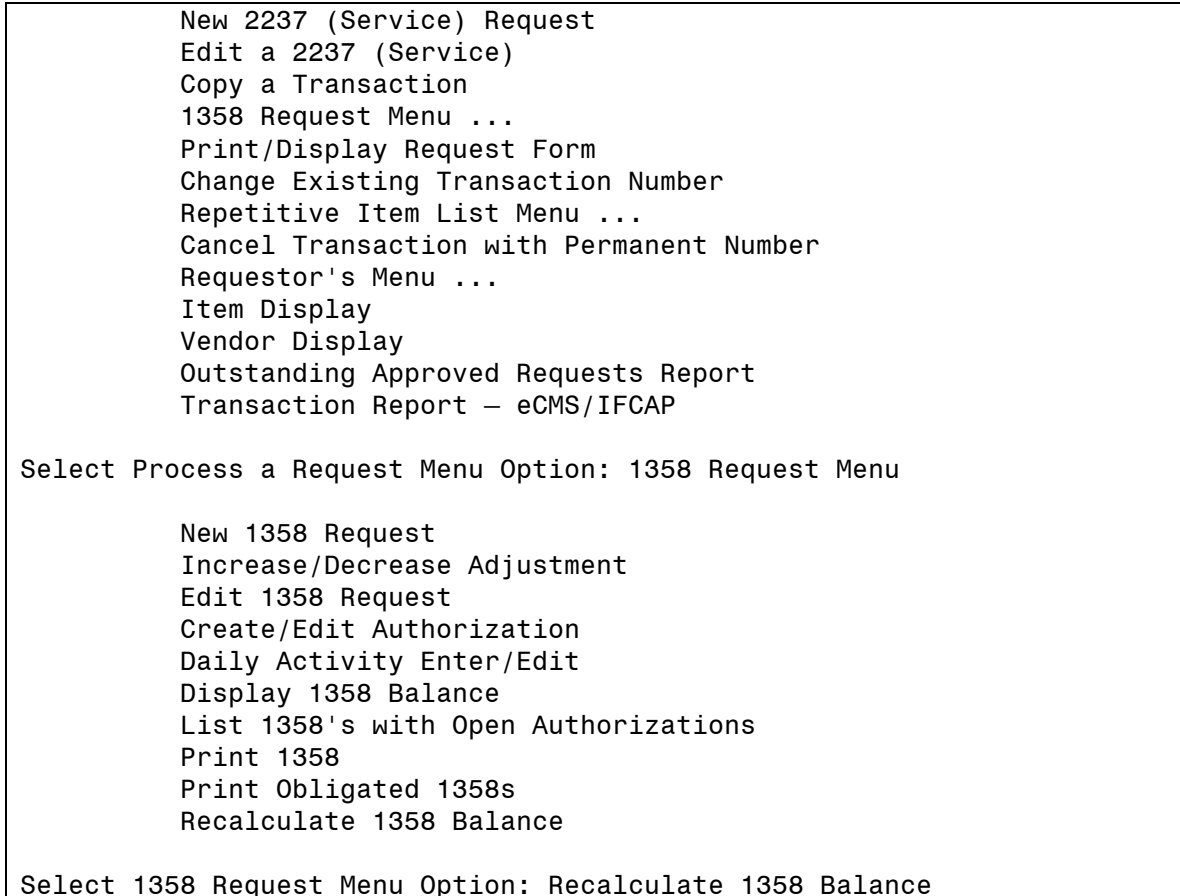 New 2237 (Service) Request
Edit a 2237 (Service)
Copy a Transaction
1358 Request Menu ...
Print/Display Request Form
Change Existing Transaction Number
Repetitive Item List Menu ...
Cancel Transaction with Permanent Number
Requestor's Menu ...
Item Display
Vendor Display
Outstanding Approved Requests Report
Transaction Report – eCMS/IFCAP
Select Process a Request Menu Option: 1358 Request Menu
New 1358 Request
Increase/Decrease Adjustment
Edit 1358 Request
Create/Edit Authorization
Daily Activity Enter/Edit
Display 1358 Balance
List 1358's with Open Authorizations
Print 1358
Print Obligated 1358s
Recalculate 1358 Balance
Select 1358 Request Menu Option: Recalculate 1358 Balance